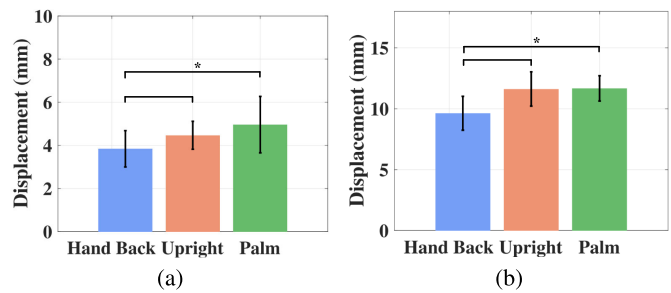 Displacement (mm)
10
8
6
4
2
0
*
Hand Back Upright Palm
(a)
Displacement (mm)
15
10
5
0
*
Hand Back Upright Palm
(b)